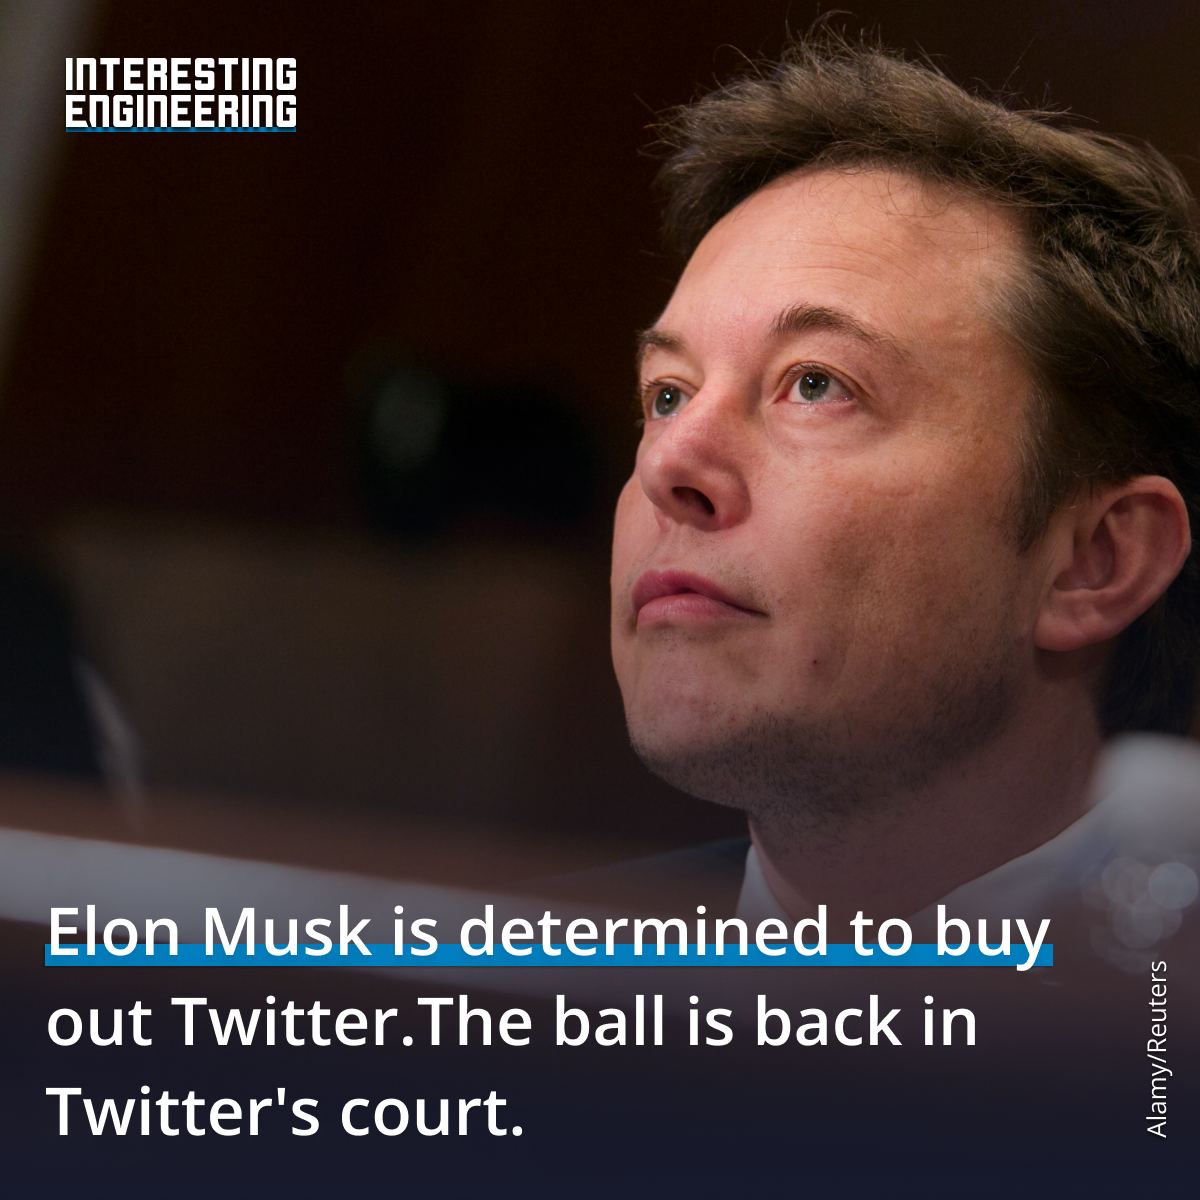 INTERESTING
ENGINEERING
Elon Musk is determined to buy
out Twitter.The ball is back in
Twitter's court.
Alamy/Reuters